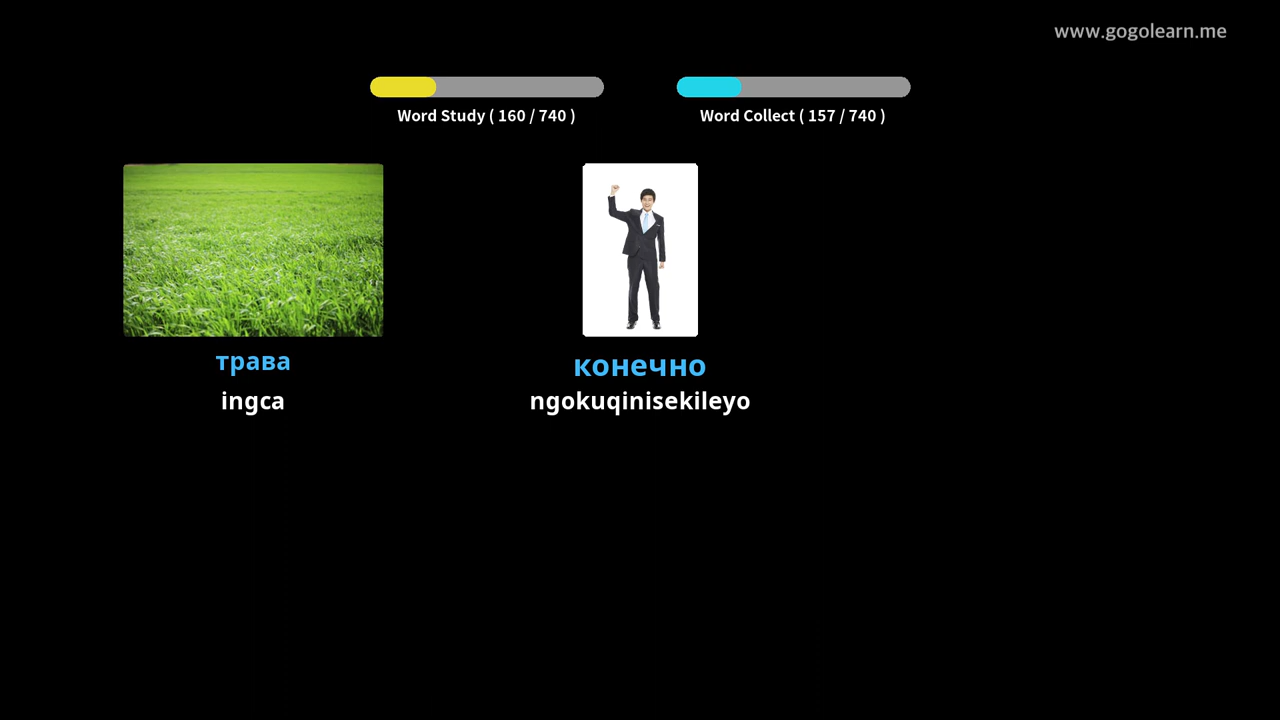 www.gogolearn.me
Word Study ( 160 / 740 )
Word Collect ( 157 / 740 )
трава
ingca
конечно
ngokuqinisekileyo